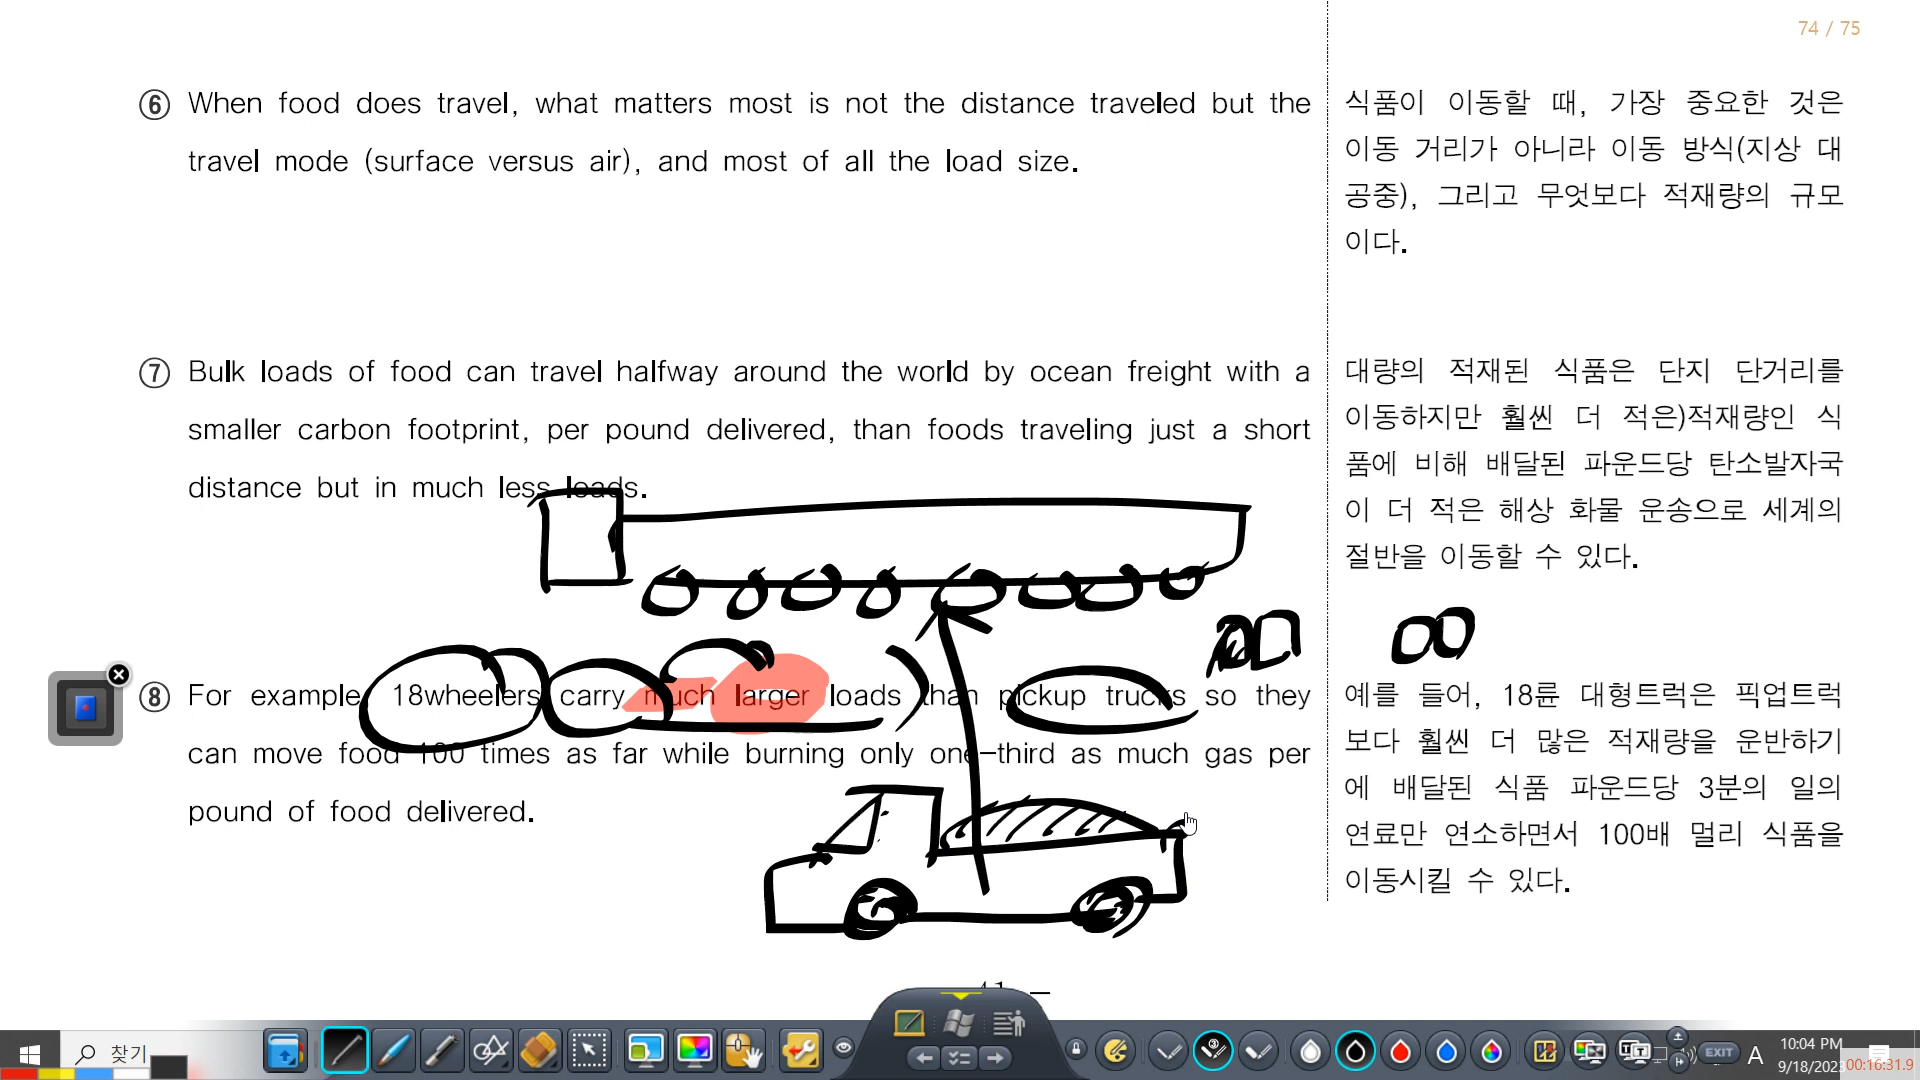 74 / 75
⑥ When food does travel, what matters most is not the distance traveled but the
travel mode (surface versus air), and most of all the load size.
식품이 이동할 때, 가장 중요한 것은
이동 거리가 아니라 이동 방식(지상 대
공중), 그리고 무엇보다 적재량의 규모
이다.
⑦ Bulk loads of food can travel halfway around the world by ocean freight with a
smaller carbon footprint, per pound delivered, than foods traveling just a short
distance but in much less loads.
대량의 적재된 식품은 단지 단거리를
이동하지만 훨씬 더 적은)적재량인 식
품에 비해 배달된 파운드당 탄소발자국
이 더 적은 해상 화물 운송으로 세계의
절반을 이동할 수 있다.
⑧ For example, 18wheelers carry much larger loads than pickup trucks so they
can move food 100 times as far while burning only one-third as much gas per
pound of food delivered.
예를 들어, 18륜 대형트럭은 픽업트럭
보다 훨씬 더 많은 적재량을 운반하기
에 배달된 식품 파운드당 3분의 일의
연료만 연소하면서 100배 멀리 식품을
이동시킬 수 있다.
찾기
EXIT
A
10:04 PM
9/18/202
00:16:31.9